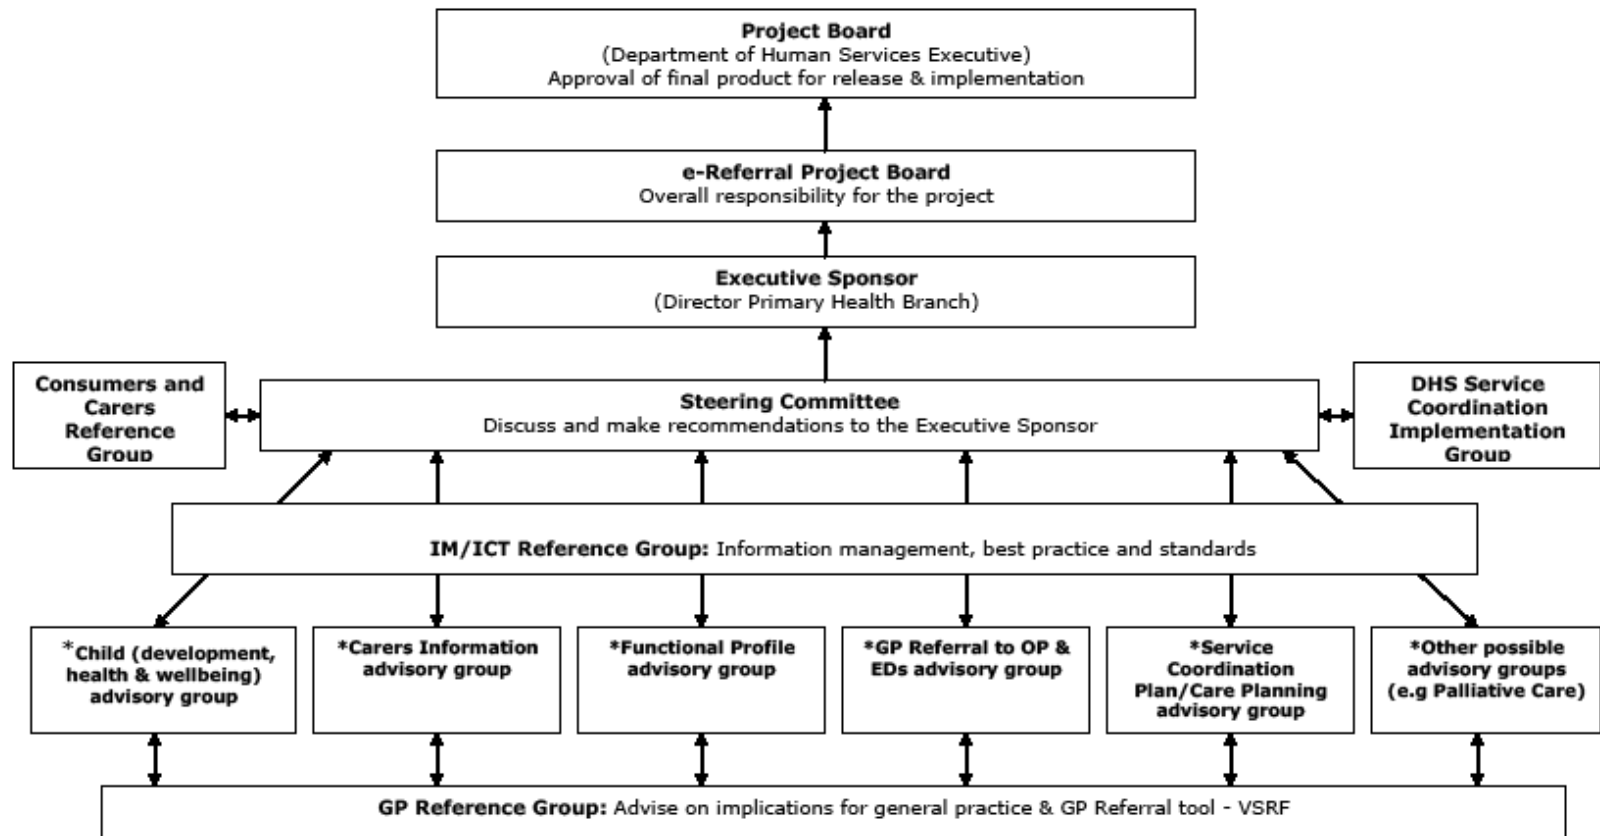 Project Board
(Department of Human Services Executive)
Approval of final product for release & implementation
e-Referral Project Board
Overall responsibility for the project
Executive Sponsor
(Director Primary Health Branch)
Consumers and
Carers
Reference
Group
Steering Committee
Discuss and make recommendations to the Executive Sponsor
DHS Service
Coordination
Implementation
Group
IM/ICT Reference Group: Information management, best practice and standards
*Child (development,
health & wellbeing)
advisory group
*Carers Information
advisory group
*Functional Profile
advisory group
*GP Referral to OP &
EDs advisory group
*Service
Coordination
Plan/Care Planning
advisory group
*Other possible
advisory groups
(e.g Palliative Care)
GP Reference Group: Advise on implications for general practice & GP Referral tool - VSRF